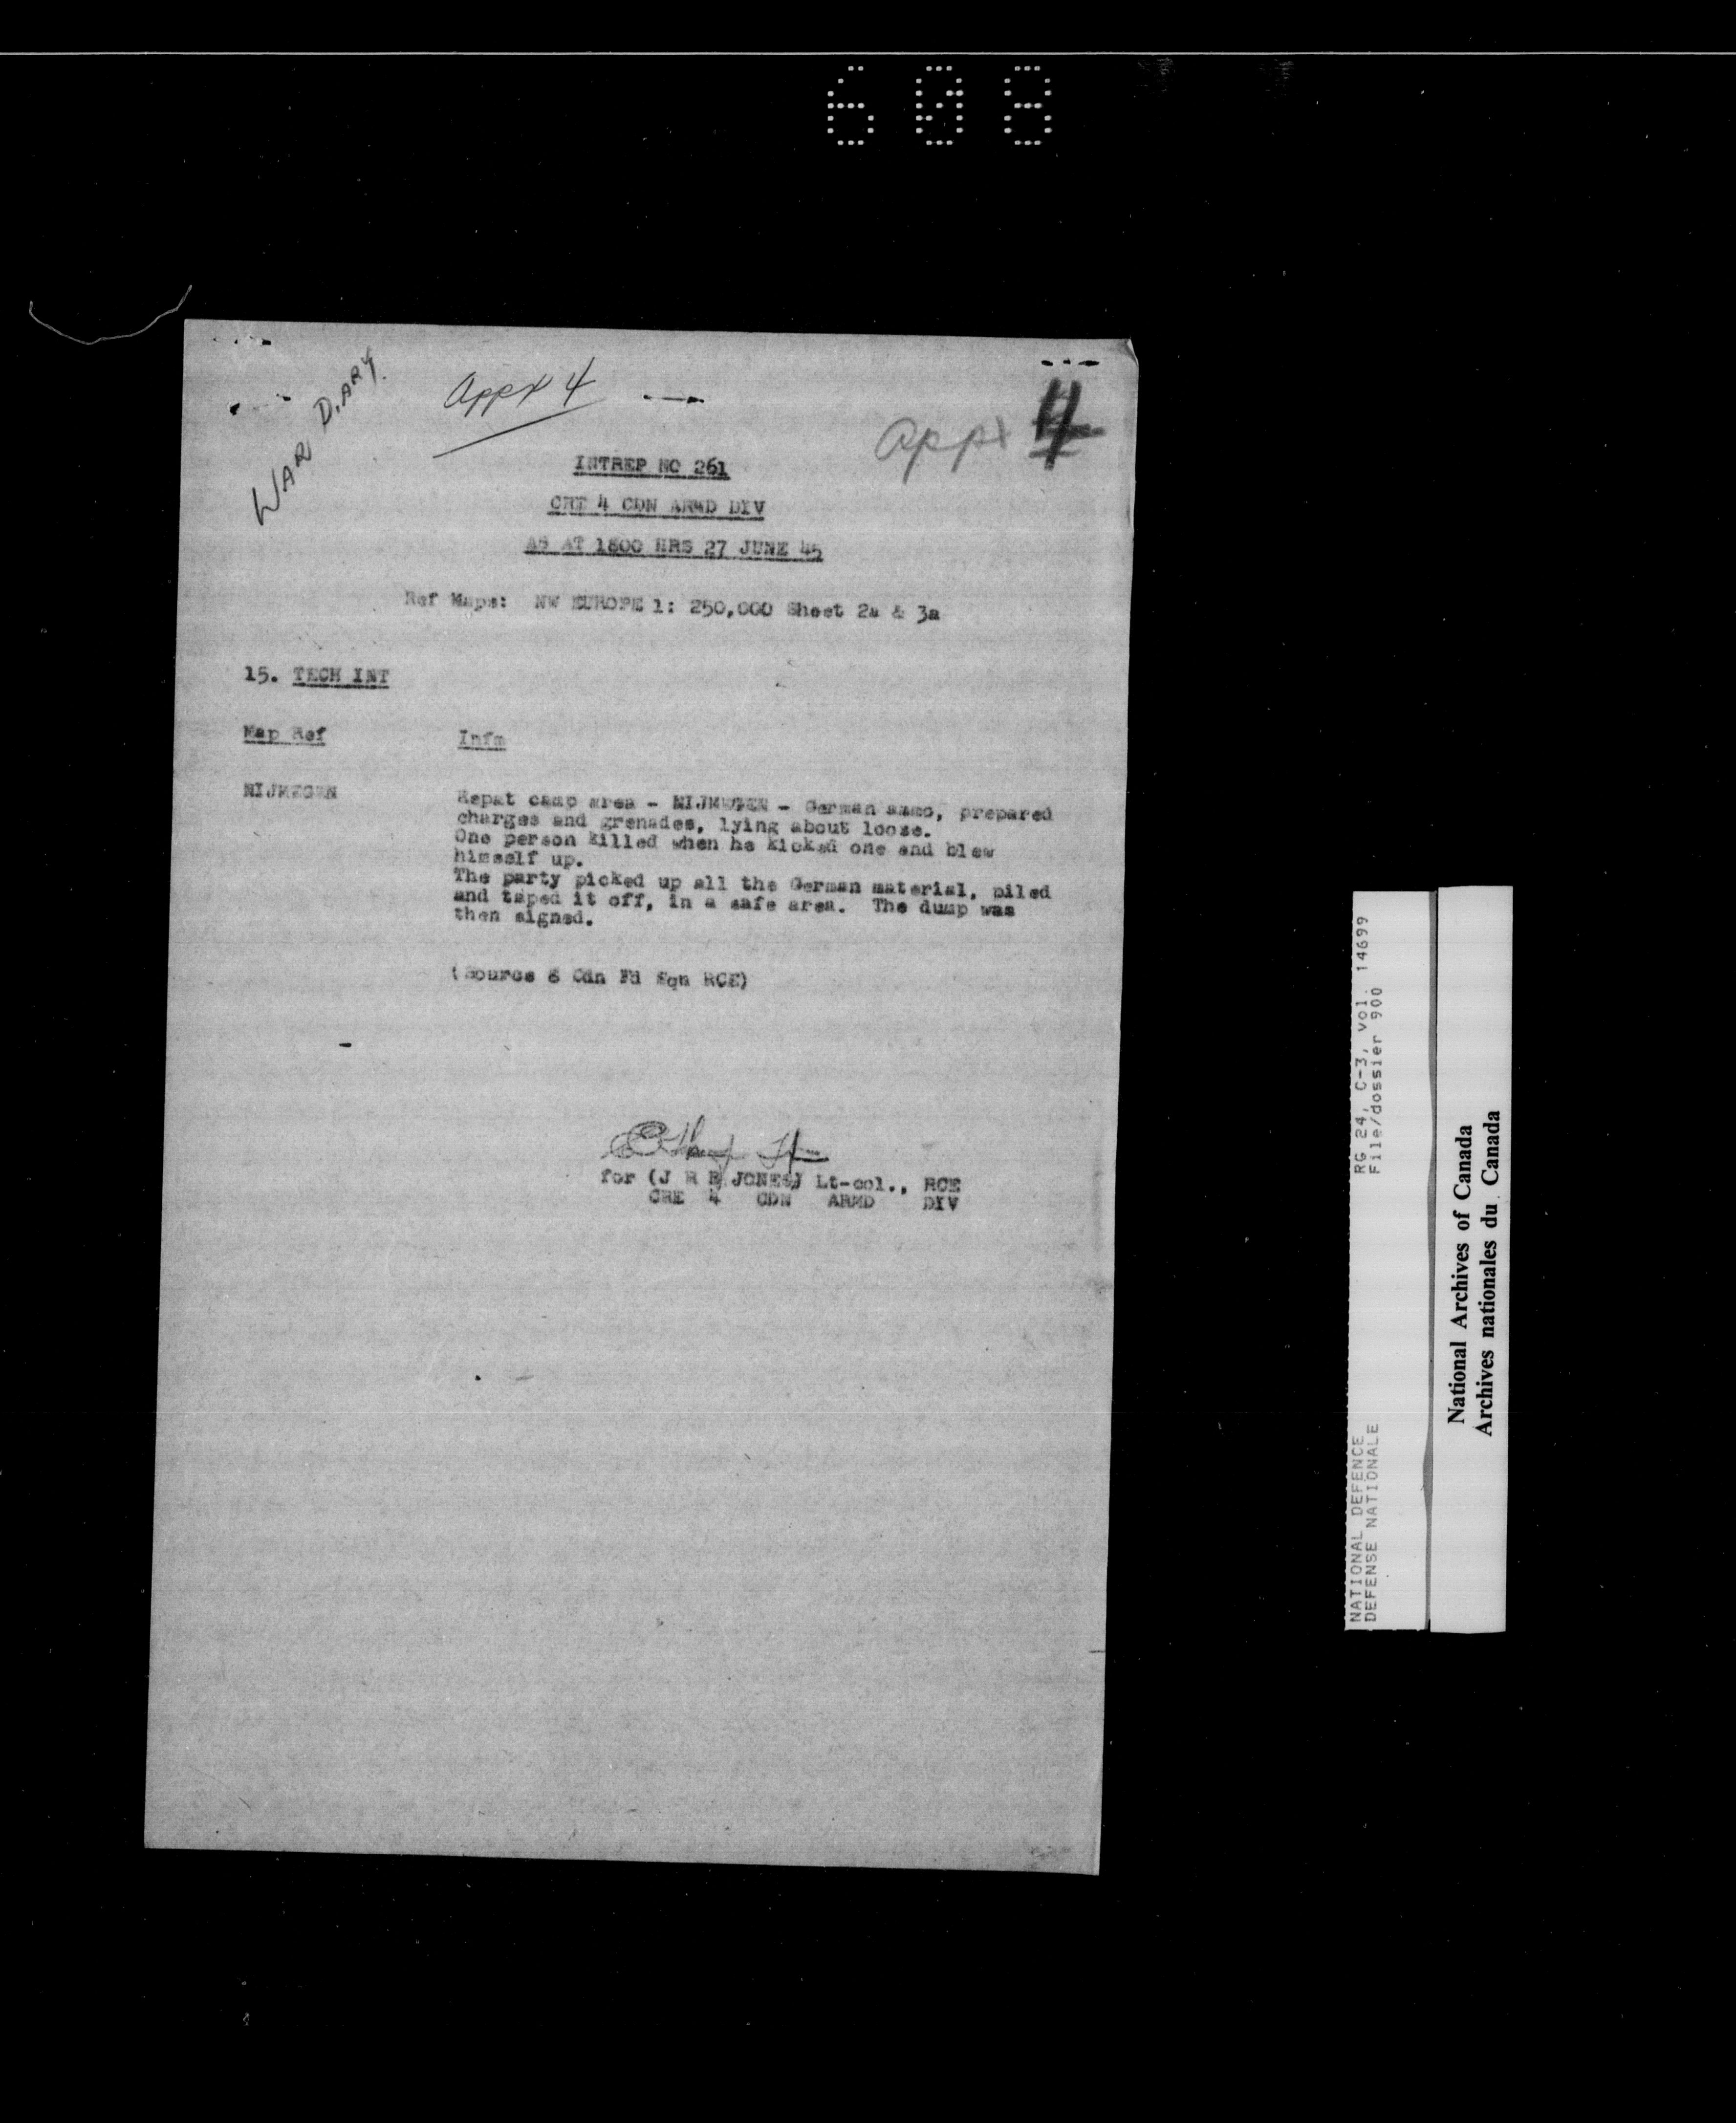 608
WAR DIARY.
Appx 4
Appx 4
INTREP NO 261
CRE 4 CDN ARMD DIV
AS AT 1800 HRS 27 JUNE 45
Ref Maps: NW EUROPE 1: 250,000 Sheet 2a & 3a
15. TECH INT
Map Ref Infm
NIJMEGEN Repat camp area - NIJMEGEN - German ammo, prepared
charges and grenades, lying about loose.
One person killed when he kicked one and blew
himself up.
The party picked up all the German material, piled
and taped it off, in a safe area. The dump was
then signed.
(Source 8 Cdn Fd Sqn RCE)
for (J R B JONES) Lt-col., RCE
CRE 4 CDN ARMD DIV
NATIONAL DEFENCE RG 24, C-3, vol. 14699
DEFENSE NATIONALE File/dossier 900
National Archives of Canada
Archives nationales du Canada